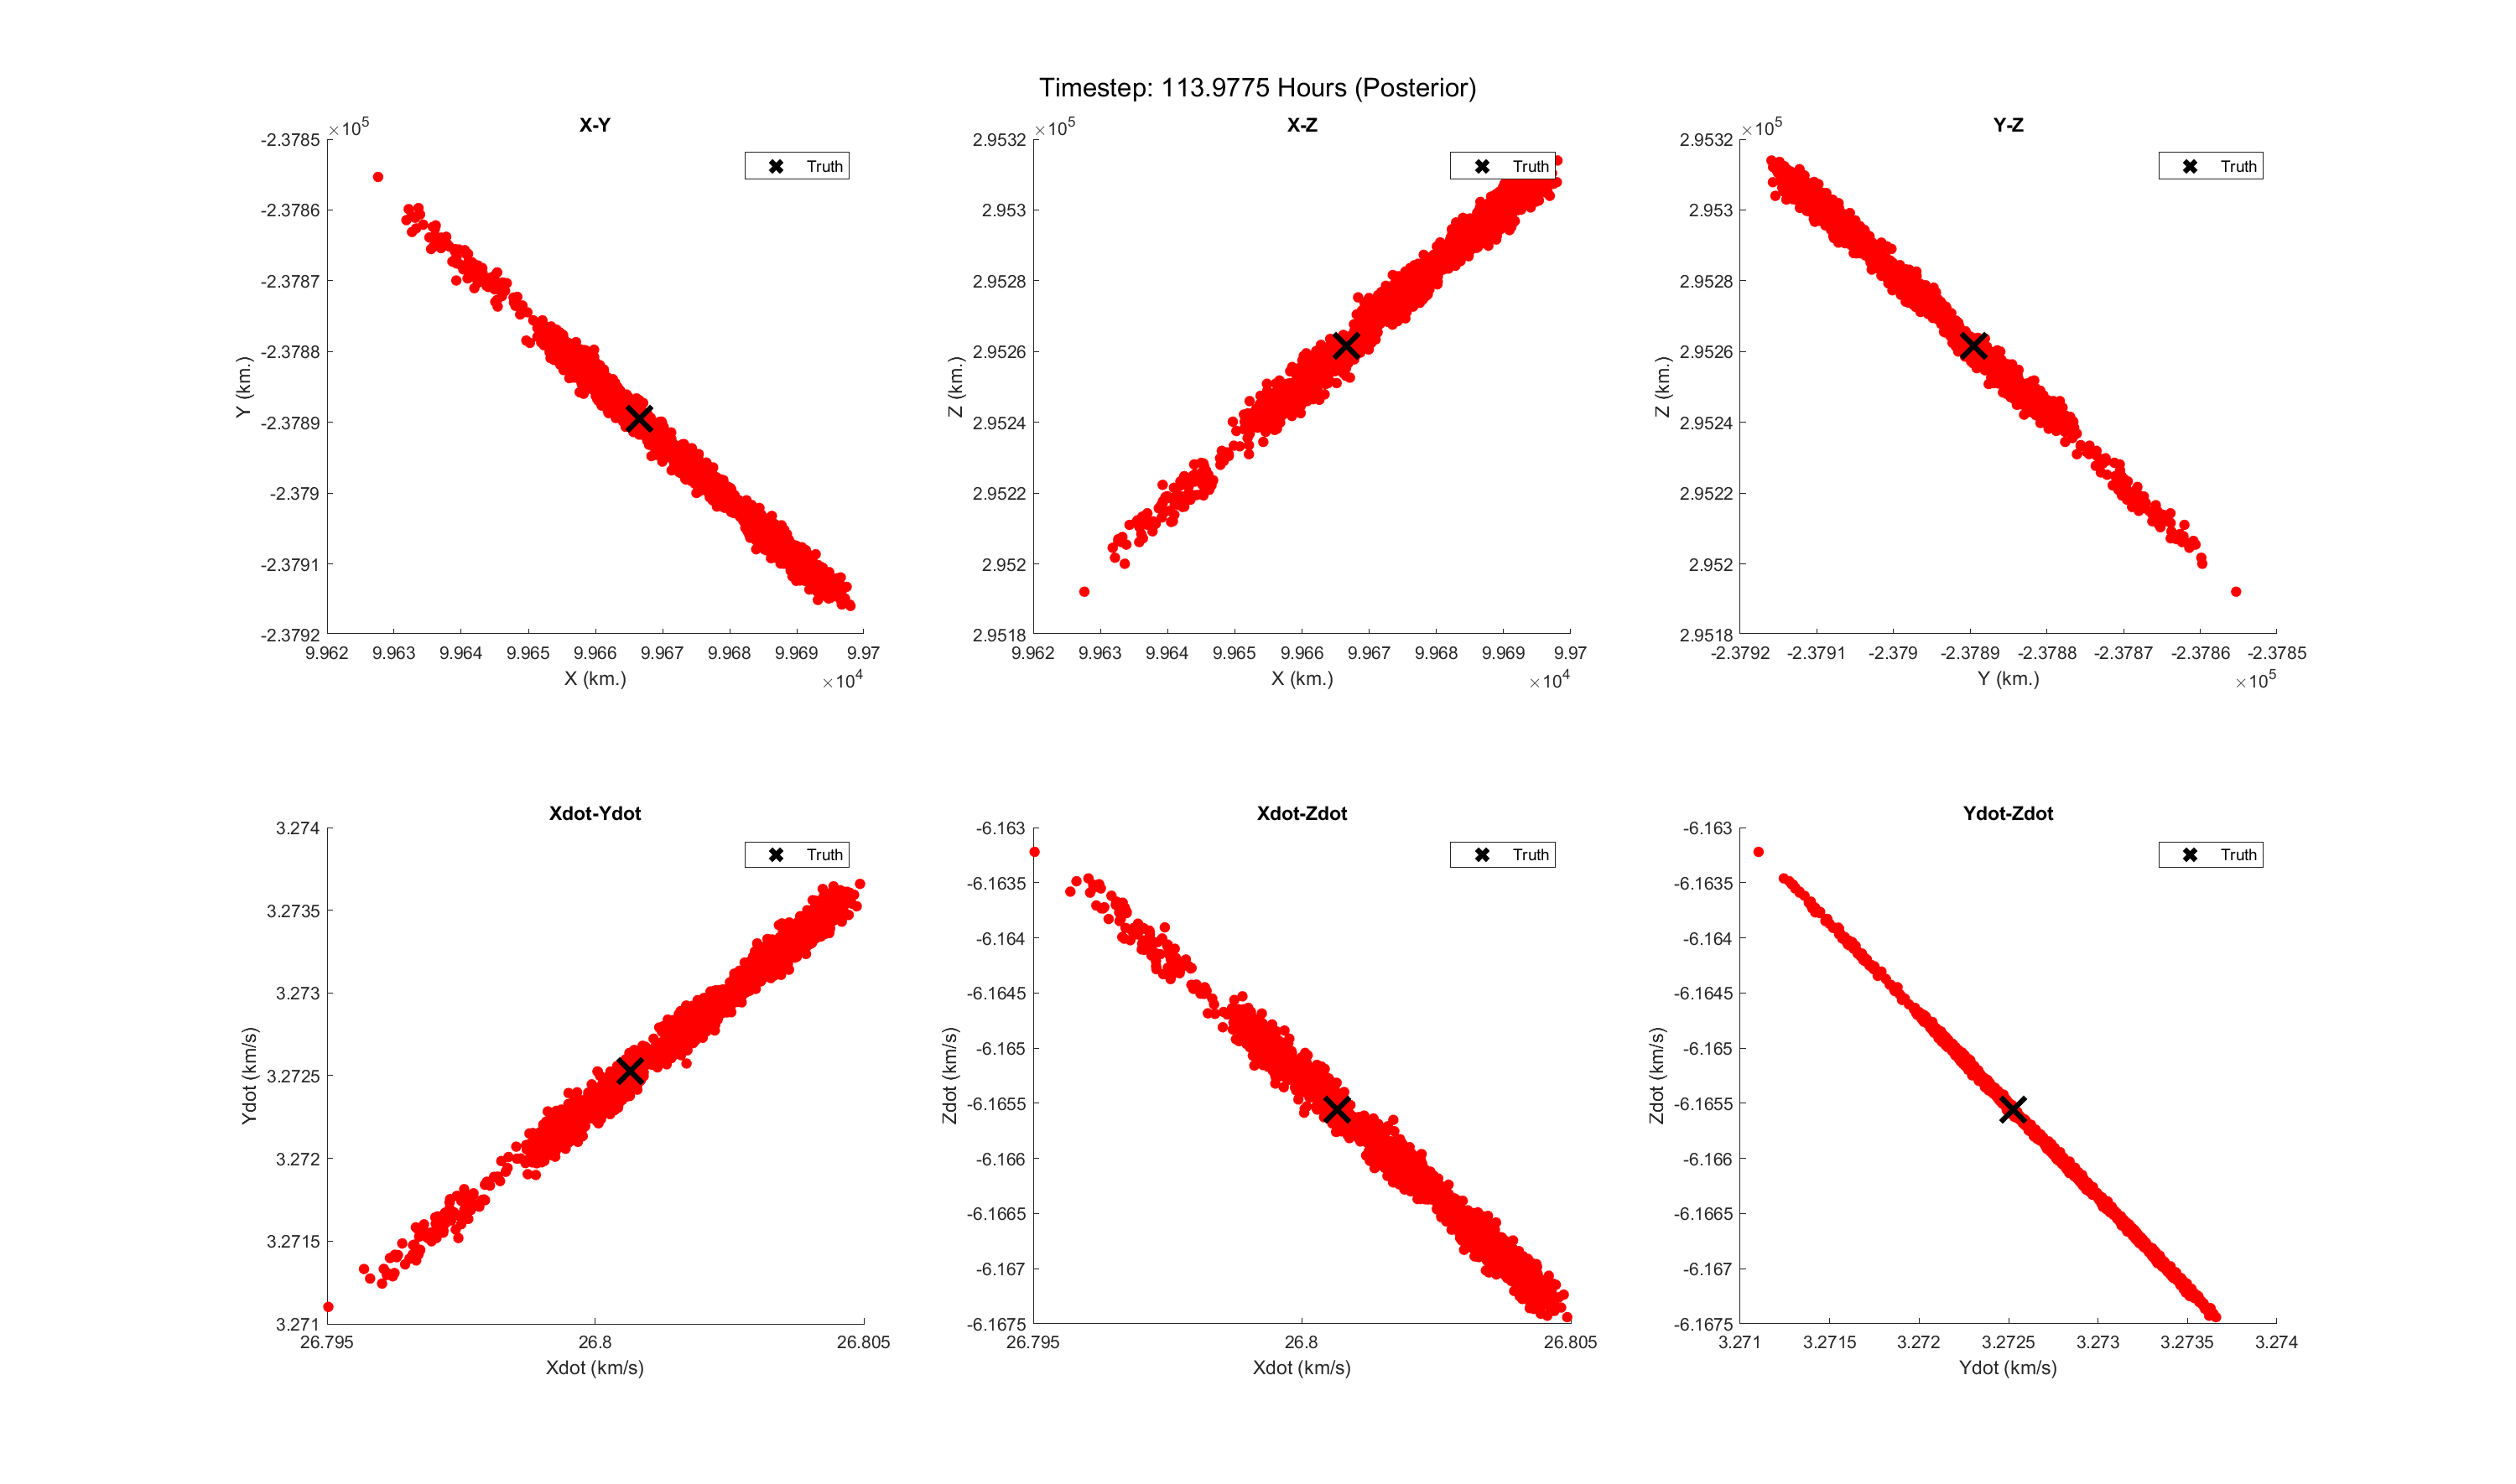 Timestep: 113.9775 Hours (Posterior)
X-Y
×10^5
Truth
-2.3785
-2.3786
-2.3787
-2.3788
-2.3789
-2.379
-2.3791
-2.3792
Y (km.)
9.962 9.963 9.964 9.965 9.966 9.967 9.968 9.969 9.97
X (km.)
×10^4
X-Z
×10^5
Truth
2.9532
2.953
2.9528
2.9526
2.9524
2.9522
2.952
2.9518
Z (km.)
9.962 9.963 9.964 9.965 9.966 9.967 9.968 9.969 9.97
X (km.)
×10^4
Y-Z
×10^5
Truth
2.9532
2.953
2.9528
2.9526
2.9524
2.9522
2.952
2.9518
Z (km.)
-2.3792 -2.3791 -2.379 -2.3789 -2.3788 -2.3787 -2.3786 -2.3785
Y (km.)
×10^5
Xdot-Ydot
Truth
3.274
3.2735
3.273
3.2725
3.272
3.2715
3.271
Ydot (km/s)
26.795 26.8 26.805
Xdot (km/s)
Xdot-Zdot
Truth
-6.163
-6.1635
-6.164
-6.1645
-6.165
-6.1655
-6.166
-6.1665
-6.167
-6.1675
Zdot (km/s)
26.795 26.8 26.805
Xdot (km/s)
Ydot-Zdot
Truth
-6.163
-6.1635
-6.164
-6.1645
-6.165
-6.1655
-6.166
-6.1665
-6.167
-6.1675
Zdot (km/s)
3.271 3.2715 3.272 3.2725 3.273 3.2735 3.274
Ydot (km/s)